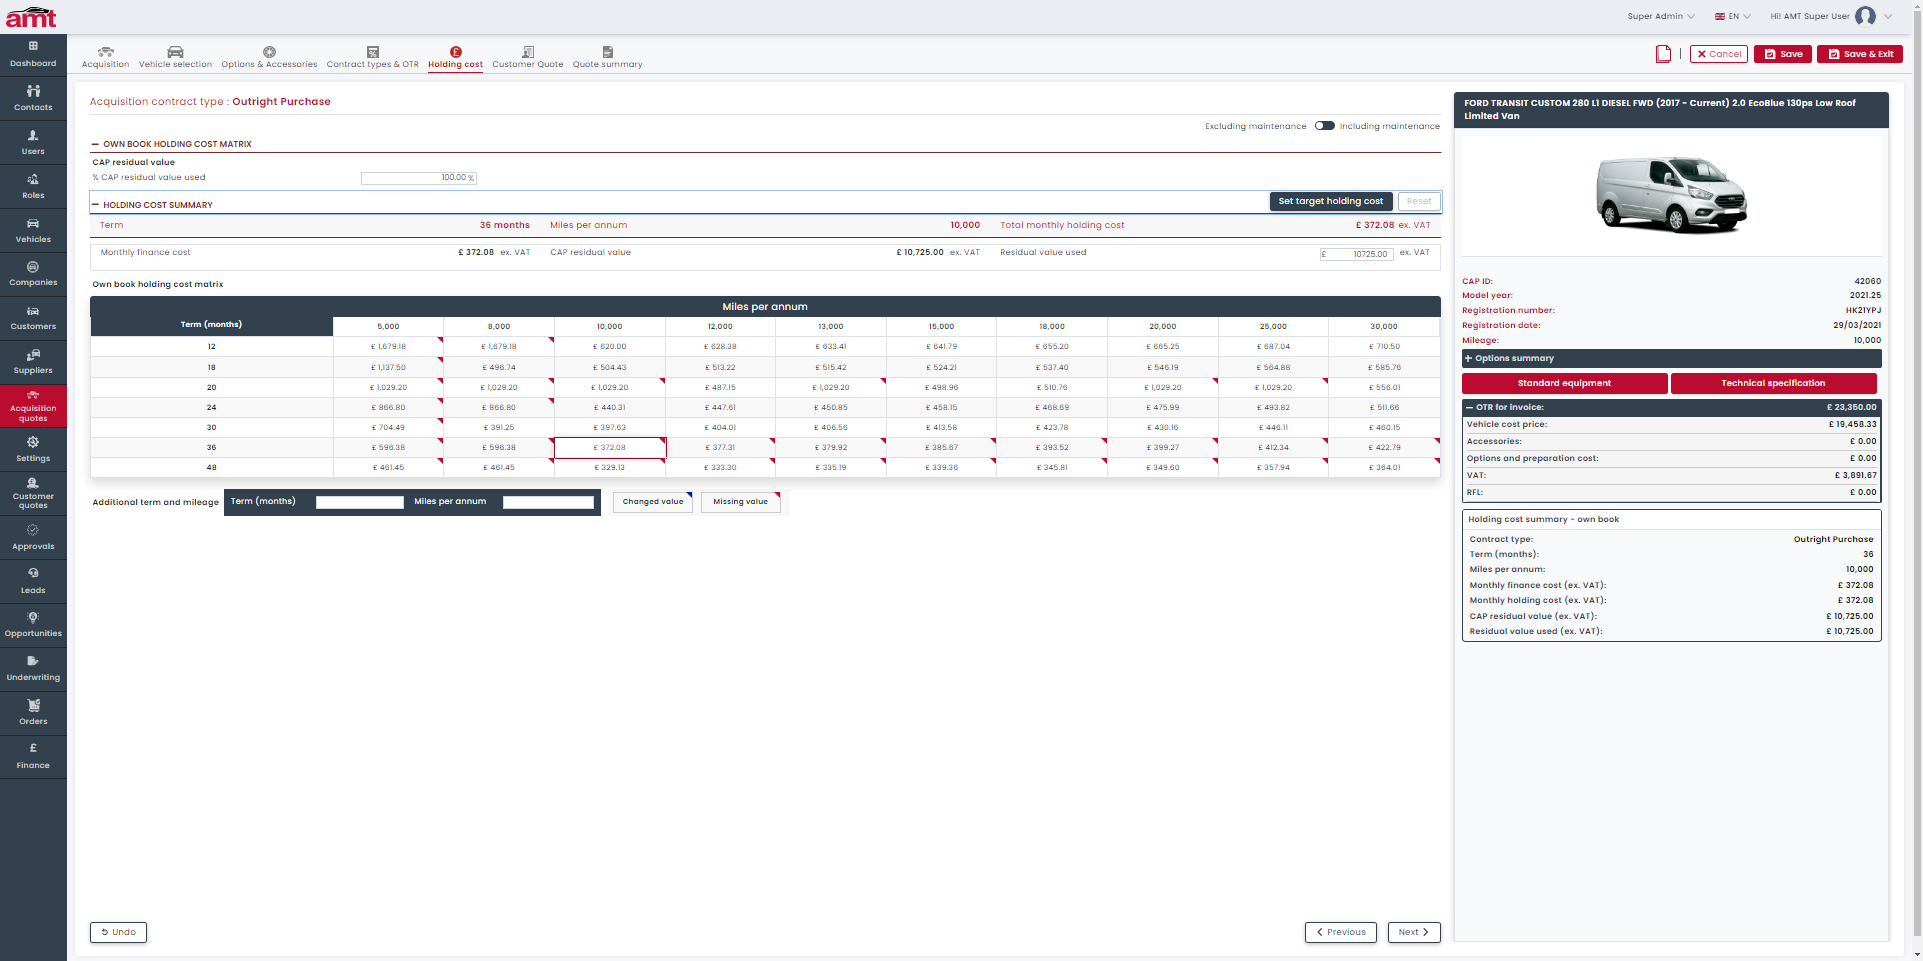 amt
Super Admin
EN
Hi! AMT Super User
Dashboard
Contacts
Users
Roles
Vehicles
Companies
Customers
Suppliers
Acquisition
quotes
Settings
Customer
quotes
Approvals
Leads
Opportunities
Underwriting
Orders
Finance
Acquisition
Vehicle selection
Options & Accessories
Contract types & OTR
Holding cost
Customer Quote
Quote summary
Cancel
Save
Save & Exit
Acquisition contract type : Outright Purchase
Excluding maintenance
Including maintenance
OWN BOOK HOLDING COST MATRIX
CAP residual value
% CAP residual value used 100.00 %
HOLDING COST SUMMARY
Set target holding cost
Reset
Term 36 months Miles per annum 10,000 Total monthly holding cost £ 372.08 ex. VAT
Monthly finance cost £ 372.08 ex. VAT CAP residual value £ 10,725.00 ex. VAT Residual value used £ 10725.00 ex. VAT
Own book holding cost matrix
Miles per annum
Term (months) 5,000 8,000 10,000 12,000 13,000 15,000 18,000 20,000 25,000 30,000
12 £ 1,679.18 £ 1,679.18 £ 620.00 £ 628.38 £ 633.41 £ 641.79 £ 655.20 £ 665.25 £ 687.04 £ 710.50
18 £ 1,137.50 £ 496.74 £ 504.43 £ 513.22 £ 515.42 £ 524.21 £ 537.40 £ 546.19 £ 564.88 £ 585.76
20 £ 1,029.20 £ 1,029.20 £ 1,029.20 £ 487.15 £ 1,029.20 £ 498.96 £ 510.76 £ 1,029.20 £ 1,029.20 £ 556.01
24 £ 866.80 £ 866.80 £ 440.31 £ 447.61 £ 450.85 £ 458.15 £ 468.69 £ 475.99 £ 493.82 £ 511.66
30 £ 704.49 £ 391.25 £ 397.63 £ 404.01 £ 406.56 £ 413.58 £ 423.78 £ 430.16 £ 446.11 £ 460.15
36 £ 596.38 £ 596.38 £ 372.08 £ 377.31 £ 379.92 £ 385.67 £ 393.52 £ 399.27 £ 412.34 £ 422.79
48 £ 461.45 £ 461.45 £ 329.13 £ 333.30 £ 335.19 £ 339.36 £ 345.81 £ 349.60 £ 357.94 £ 364.01
Additional term and mileage Term (months) Miles per annum Changed value Missing value
Undo
Previous
Next
FORD TRANSIT CUSTOM 280 L1 DIESEL FWD (2017 - Current) 2.0 EcoBlue 130ps Low Roof
Limited Van
CAP ID: 42060
Model year: 2021.25
Registration number: HK21YPJ
Registration date: 29/03/2021
Mileage: 10,000
Options summary
Standard equipment
Technical specification
OTR for invoice: £ 23,350.00
Vehicle cost price: £ 19,458.33
Accessories: £ 0.00
Options and preparation cost: £ 0.00
VAT: £ 3,891.67
RFL: £ 0.00
Holding cost summary - own book
Contract type: Outright Purchase
Term (months): 36
Miles per annum: 10,000
Monthly finance cost (ex. VAT): £ 372.08
Monthly holding cost (ex. VAT): £ 372.08
CAP residual value (ex. VAT): £ 10,725.00
Residual value used (ex. VAT): £ 10,725.00